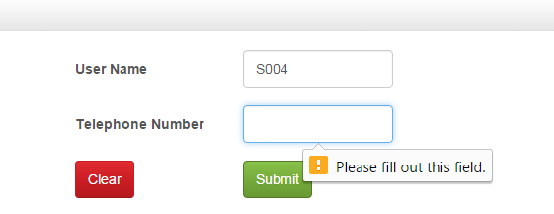 User Name S004
Telephone Number
Please fill out this field.
Clear Submit